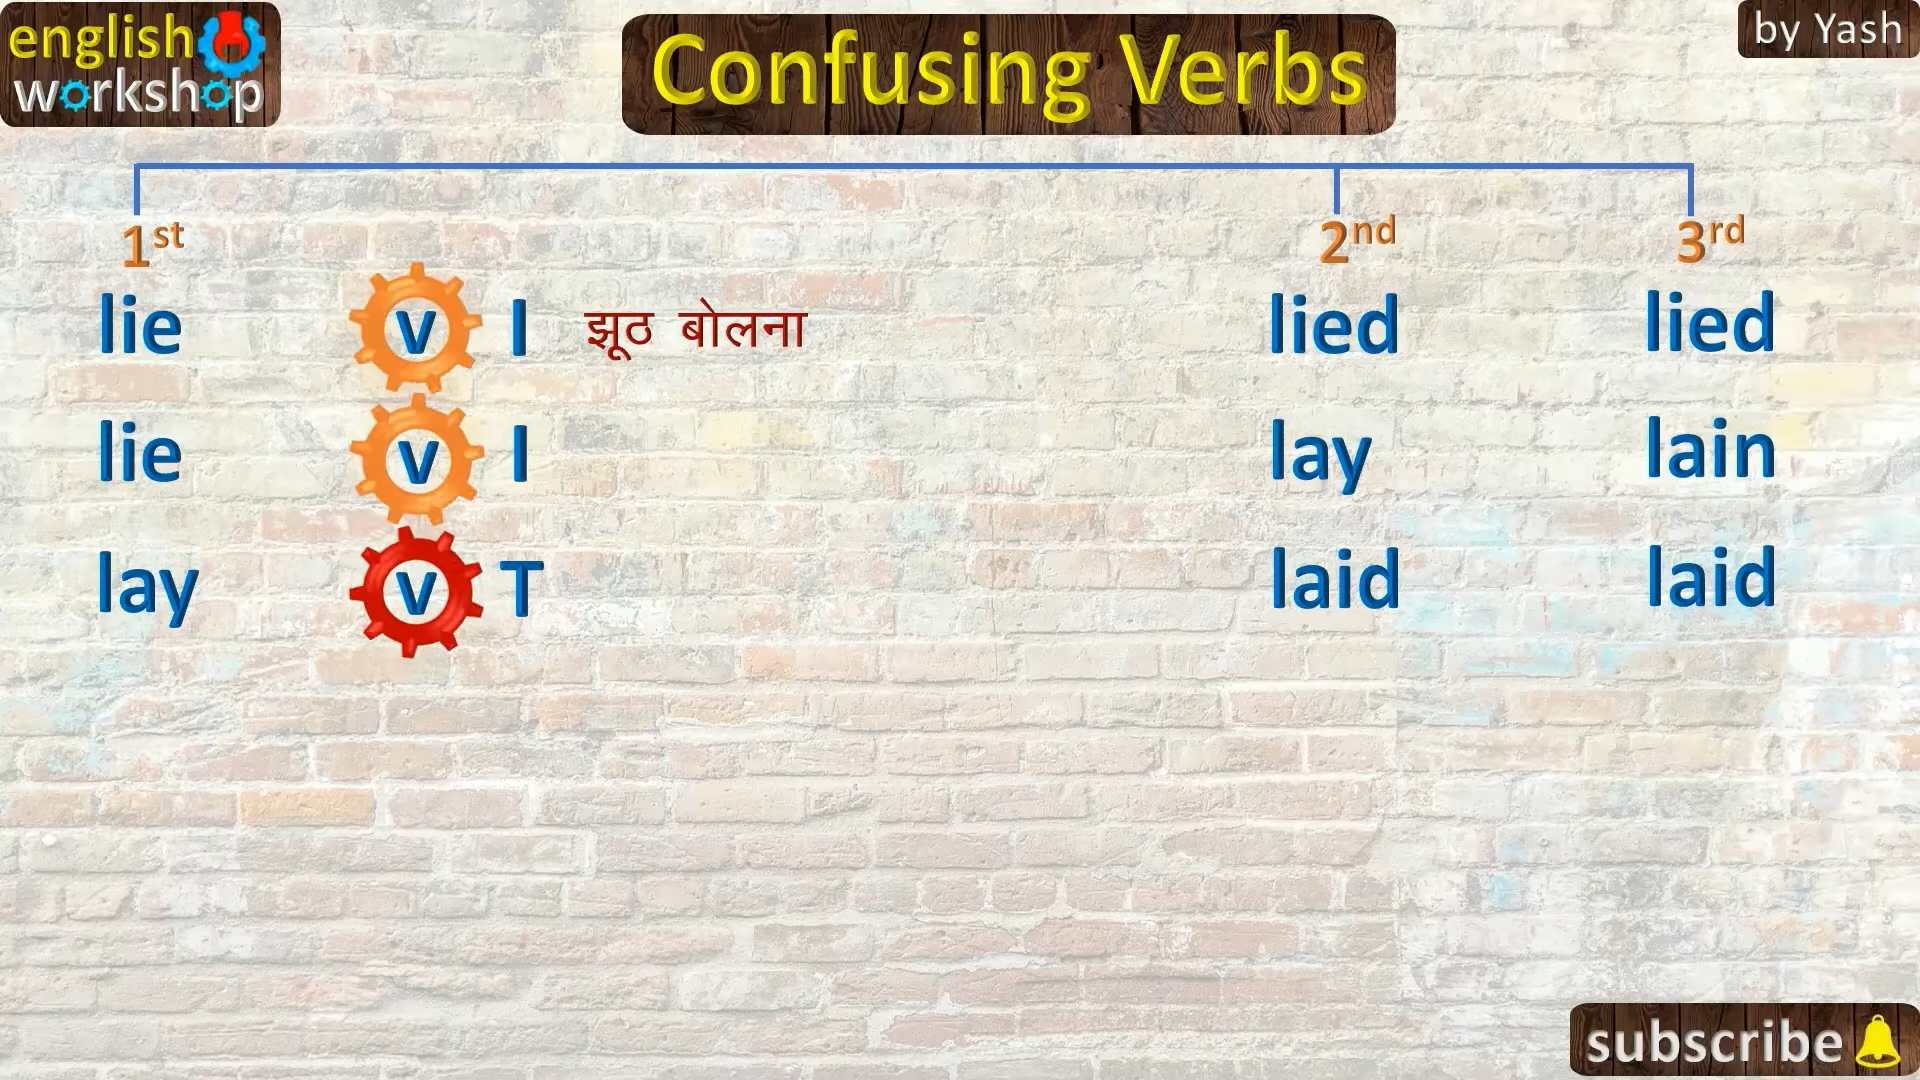 english
workshop
Confusing Verbs
by Yash
1st 2nd 3rd
lie v I झूठ बोलना lied lied
lie v I lay lain
lay v T laid laid
subscribe